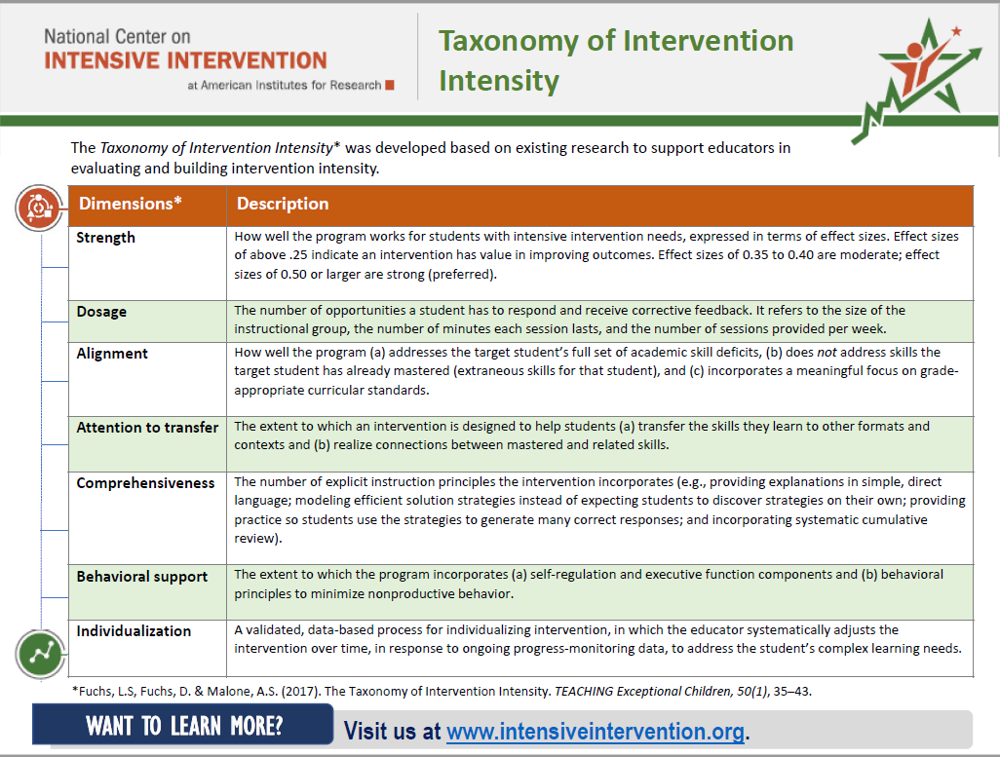 National Center on
INTENSIVE INTERVENTION
at American Institutes for Research
Taxonomy of Intervention
Intensity
The Taxonomy of Intervention Intensity* was developed based on existing research to support educators in
evaluating and building intervention intensity.
Dimensions* Description
Strength
How well the program works for students with intensive intervention needs, expressed in terms of effect sizes. Effect sizes
of above .25 indicate an intervention has value in improving outcomes. Effect sizes of 0.35 to 0.40 are moderate; effect
sizes of 0.50 or larger are strong (preferred).
Dosage
The number of opportunities a student has to respond and receive corrective feedback. It refers to the size of the
instructional group, the number of minutes each session lasts, and the number of sessions provided per week.
Alignment
How well the program (a) addresses the target student’s full set of academic skill deficits, (b) does not address skills the
target student has already mastered (extraneous skills for that student), and (c) incorporates a meaningful focus on grade-
appropriate curricular standards.
Attention to transfer
The extent to which an intervention is designed to help students (a) transfer the skills they learn to other formats and
contexts and (b) realize connections between mastered and related skills.
Comprehensiveness
The number of explicit instruction principles the intervention incorporates (e.g., providing explanations in simple, direct
language; modeling efficient solution strategies instead of expecting students to discover strategies on their own; providing
practice so students use the strategies to generate many correct responses; and incorporating systematic cumulative
review).
Behavioral support
The extent to which the program incorporates (a) self-regulation and executive function components and (b) behavioral
principles to minimize nonproductive behavior.
Individualization
A validated, data-based process for individualizing intervention, in which the educator systematically adjusts the
intervention over time, in response to ongoing progress-monitoring data, to address the student’s complex learning needs.
*Fuchs, L.S, Fuchs, D. & Malone, A.S. (2017). The Taxonomy of Intervention Intensity. TEACHING Exceptional Children, 50(1), 35–43.
WANT TO LEARN MORE?
Visit us at www.intensiveintervention.org.